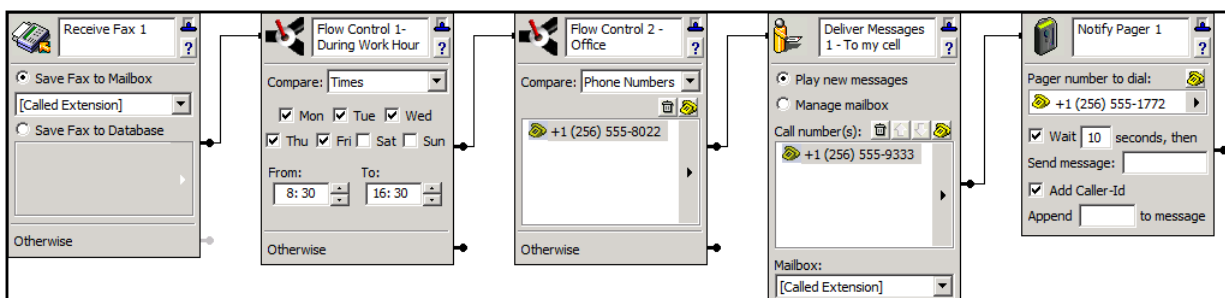 Receive Fax 1
?
Save Fax to Mailbox
[Called Extension]
Save Fax to Database
Otherwise
Flow Control 1-
During Work Hour
?
Compare: Times
Mon Tue Wed
Thu Fri Sat Sun
From: To:
8:30 16:30
Otherwise
Flow Control 2 -
Office
?
Compare: Phone Numbers
+1 (256) 555-8022
Otherwise
Deliver Messages
1 - To my cell
?
Play new messages
Manage mailbox
Call number(s):
+1 (256) 555-9333
Mailbox:
[Called Extension]
Notify Pager 1
?
Pager number to dial:
+1 (256) 555-1772
Wait 10 seconds, then
Send message:
Add Caller-Id
Append to message